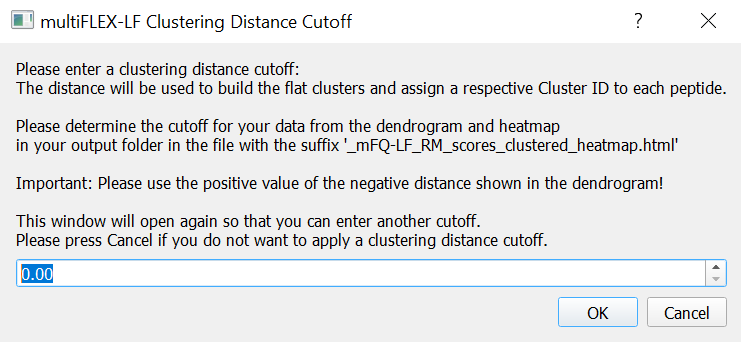 multiFLEX-LF Clustering Distance Cutoff
?
Please enter a clustering distance cutoff:
The distance will be used to build the flat clusters and assign a respective Cluster ID to each peptide.
Please determine the cutoff for your data from the dendrogram and heatmap
in your output folder in the file with the suffix '_mFQ-LF_RM_scores_clustered_heatmap.html'
Important: Please use the positive value of the negative distance shown in the dendrogram!
This window will open again so that you can enter another cutoff.
Please press Cancel if you do not want to apply a clustering distance cutoff.
0.00
OK
Cancel